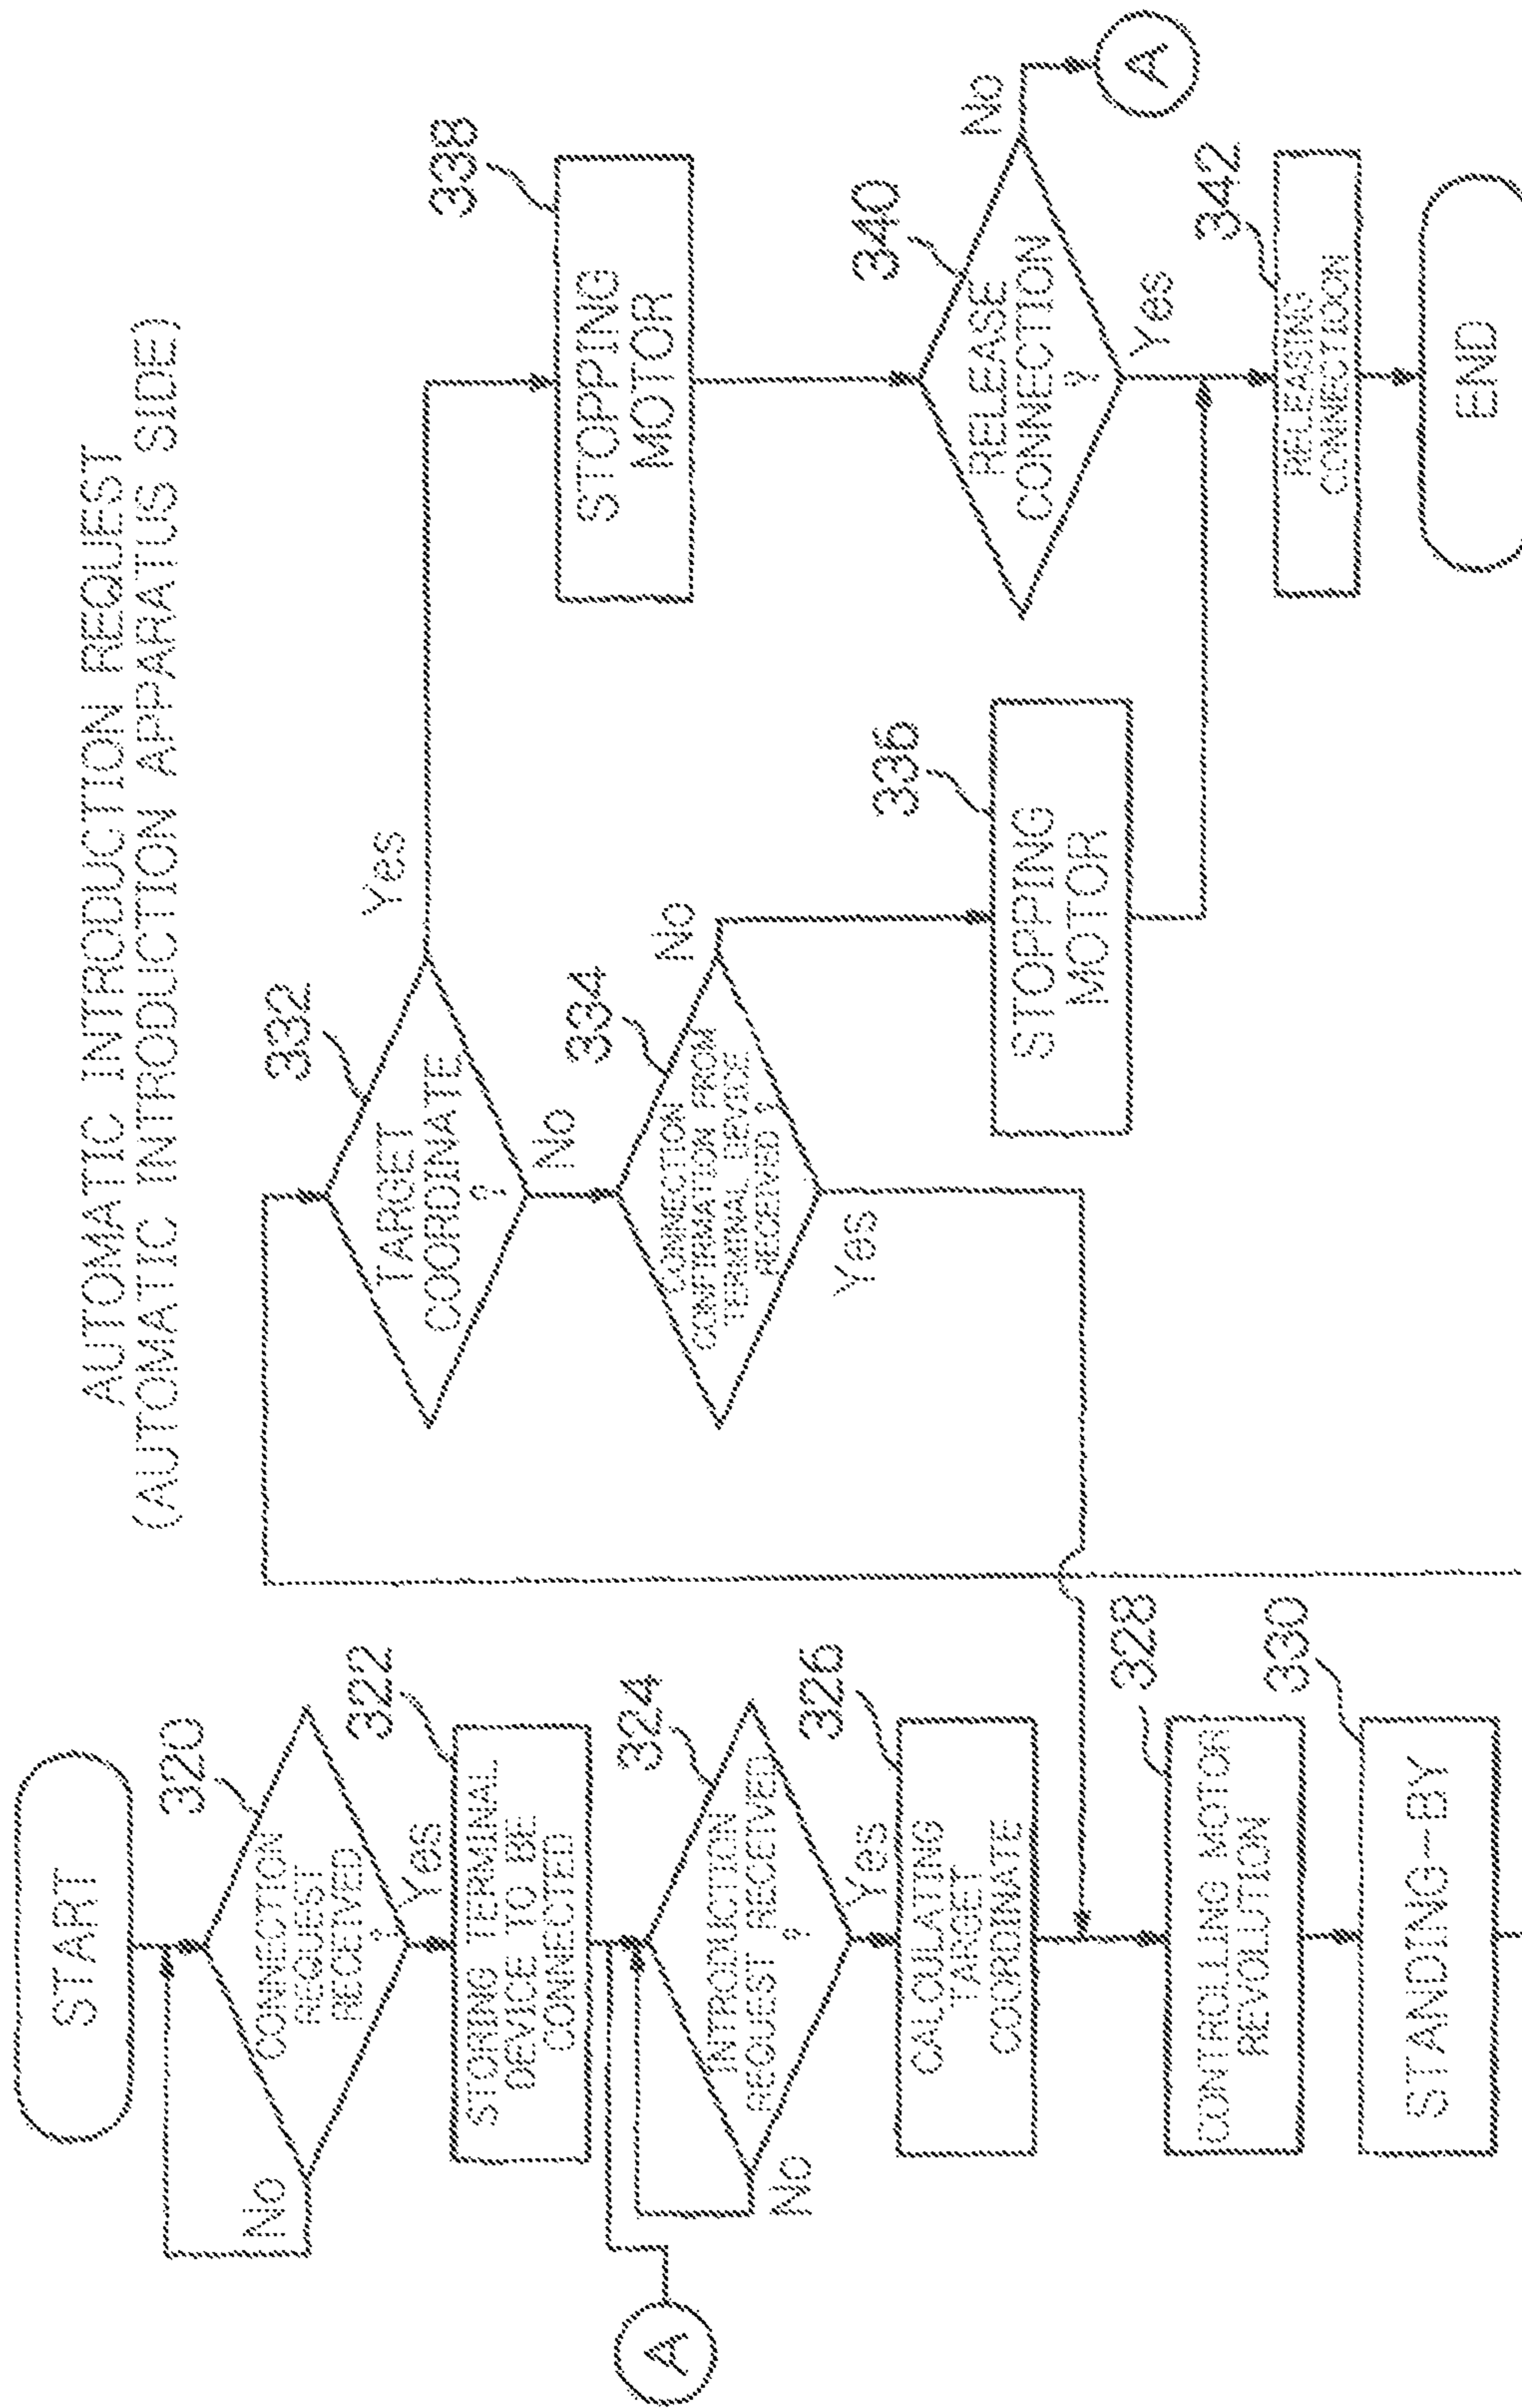 AUTOMATIC INTRODUCTION REQUEST
(AUTOMATIC INTRODUCTION APPARATUS SIDE)
START
320
CONNECTION
REQUEST
RECEIVED
?
No
Yes
322
STORING TERMINAL
DEVICE TO BE
CONNECTED
A
324
INTRODUCTION
REQUEST RECEIVED
?
No
Yes
326
CALCULATING
TARGET
COORDINATE
328
CONTROLLING MOTOR
REVOLUTION
330
STANDING-BY
332
TARGET
COORDINATE
?
Yes
No
334
CONNECTION
CONFIRMATION FROM
TERMINAL DEVICE
RECEIVED ?
No
Yes
336
STOPPING
MOTOR
338
STOPPING
MOTOR
340
RELEASE
CONNECTION
?
No
A
Yes
342
RELEASING
CONNECTION
END